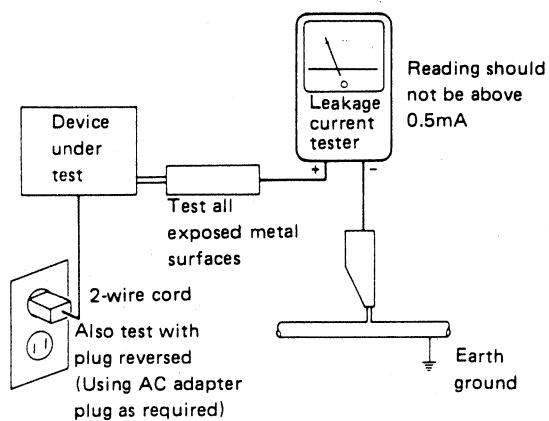 Reading should
not be above
0.5mA
Leakage
current
tester
+
−
Device
under
test
Test all
exposed metal
surfaces
2-wire cord
Also test with
plug reversed
(Using AC adapter
plug as required)
Earth
ground